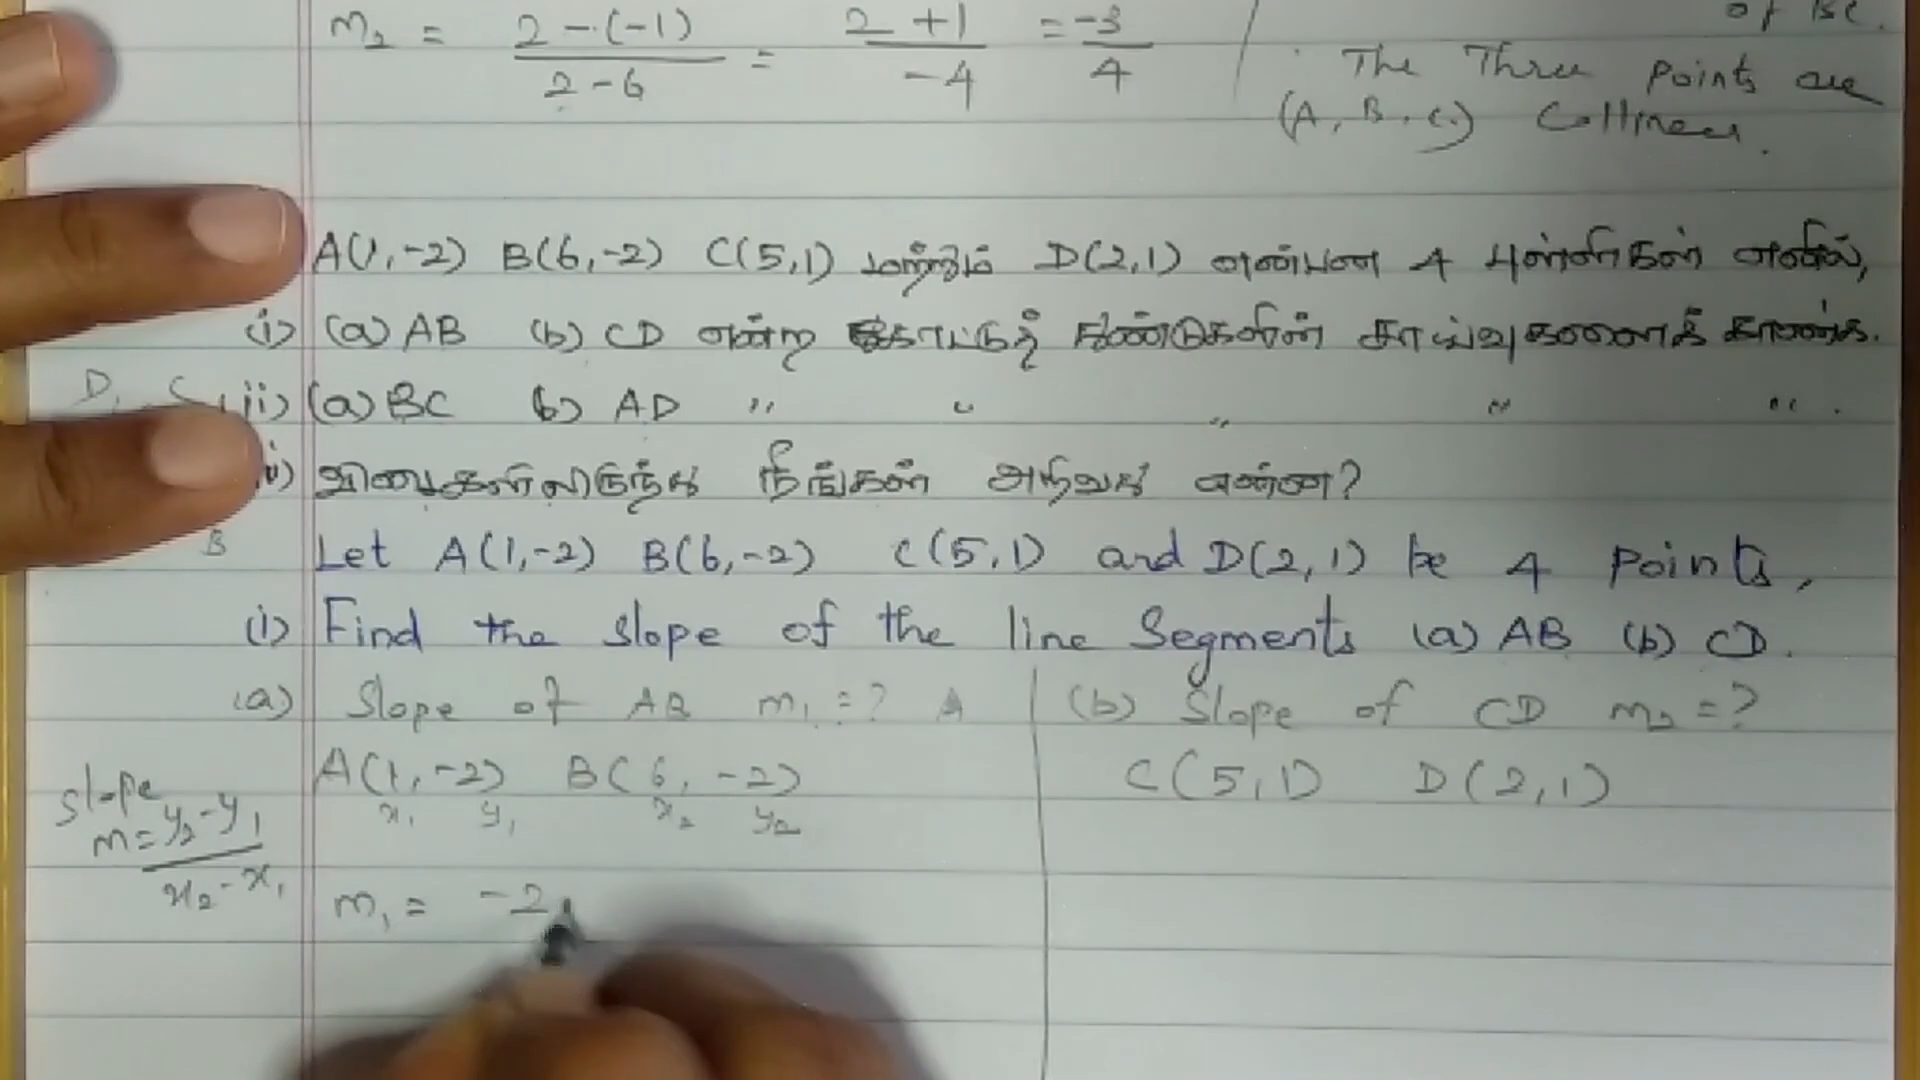 m₂ = 2-(-1) / 2-6 = 2+1 / -4 = -3/4
of BC.
The Three points are
(A, B, C) Collinear.
A(1,-2) B(6,-2) C(5,1) மற்றும் D(2,1) என்பன 4 புள்ளிகள் எனில்,
(i) (a) AB (b) CD என்ற கோட்டுத் துண்டுகளின் சாய்வுகளைக் காண்க.
(ii) (a) BC (b) AD " " " " " .
இவைகளிலிருந்து நீங்கள் அறிவது என்ன?
Let A(1,-2) B(6,-2) C(5,1) and D(2,1) be 4 Points,
(i) Find the slope of the line Segments (a) AB (b) CD.
(a) Slope of AB m₁ = ? A
(b) Slope of CD m₂ = ?
A(1,-2) B(6,-2)
x₁ y₁ x₂ y₂
C(5,1) D(2,1)
slope
m = y₂-y₁ / x₂-x₁
m₁ = -2
D C
B